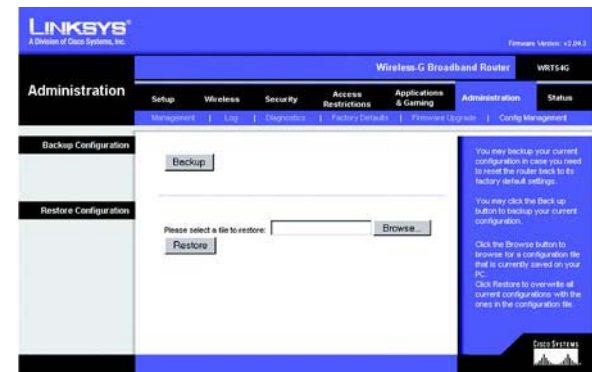 LINKSYS®
A Division of Cisco Systems, Inc.
Firmware Version: v2.04.3
Wireless-G Broadband Router WRT54G
Administration
Setup Wireless Security Access Restrictions Applications & Gaming Administration Status
Management | Log | Diagnostics | Factory Defaults | Firmware Upgrade | Config Management
Backup Configuration
Backup
You may backup your current
configuration in case you need
to reset the router back to its
factory default settings.
You may click the Back up
button to backup your current
configuration.
Restore Configuration
Please select a file to restore: Browse...
Restore
Click the Browse button to
browse for a configuration file
that is currently saved on your
PC.
Click Restore to overwrite all
current configurations with the
ones in the configuration file.
CISCO SYSTEMS